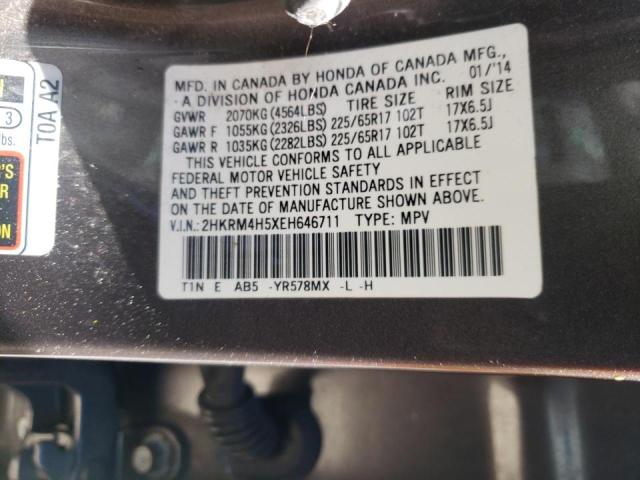 MFD. IN CANADA BY HONDA OF CANADA MFG.,
A DIVISION OF HONDA CANADA INC. 01/'14
GVWR 2070KG (4564LBS) TIRE SIZE RIM SIZE
GAWR F 1055KG (2326LBS) 225/65R17 102T 17X6.5J
GAWR R 1035KG (2282LBS) 225/65R17 102T 17X6.5J
THIS VEHICLE CONFORMS TO ALL APPLICABLE
FEDERAL MOTOR VEHICLE SAFETY
AND THEFT PREVENTION STANDARDS IN EFFECT
ON THE DATE OF MANUFACTURE SHOWN ABOVE.
V.I.N.: 2HKRM4H5XEH646711 TYPE: MPV
T1N E AB5 -YR578MX -L -H
T0A A2
3
lbs.